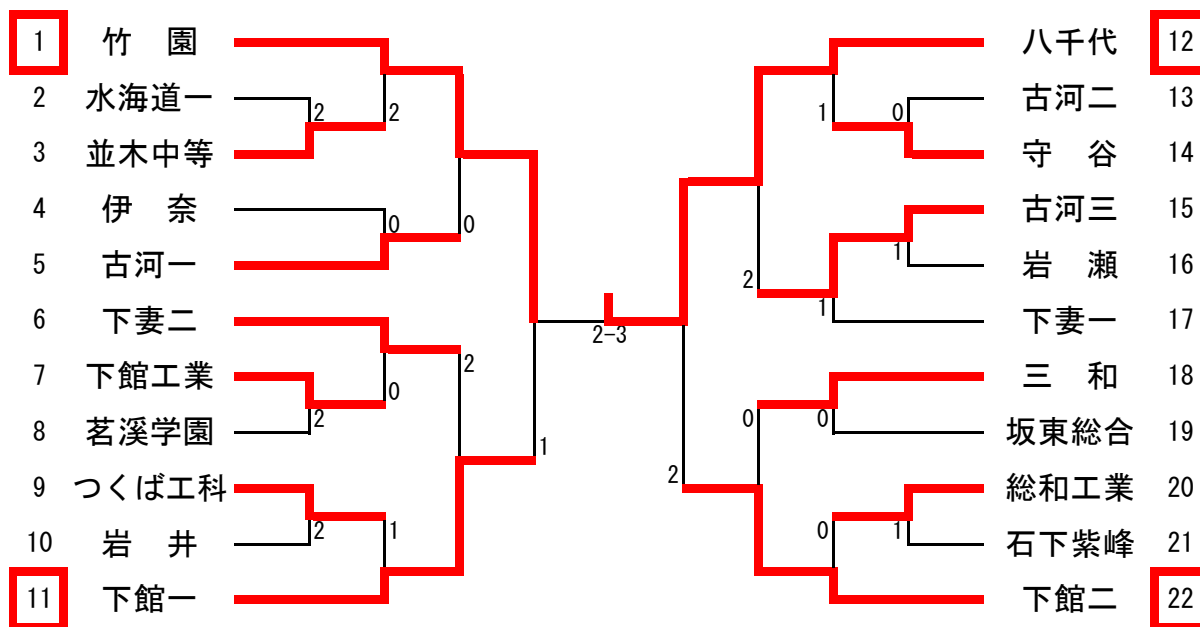 1 竹　園
2 水海道一
3 並木中等
4 伊　奈
5 古河一
6 下妻二
7 下館工業
8 茗溪学園
9 つくば工科
10 岩　井
11 下館一
2
2
0
0
2
0
2
1
2
1
2-3
八千代 12
古河二 13
守　谷 14
古河三 15
岩　瀬 16
下妻一 17
三　和 18
坂東総合 19
総和工業 20
石下紫峰 21
下館二 22
0
1
1
2
1
0
0
2
1
0